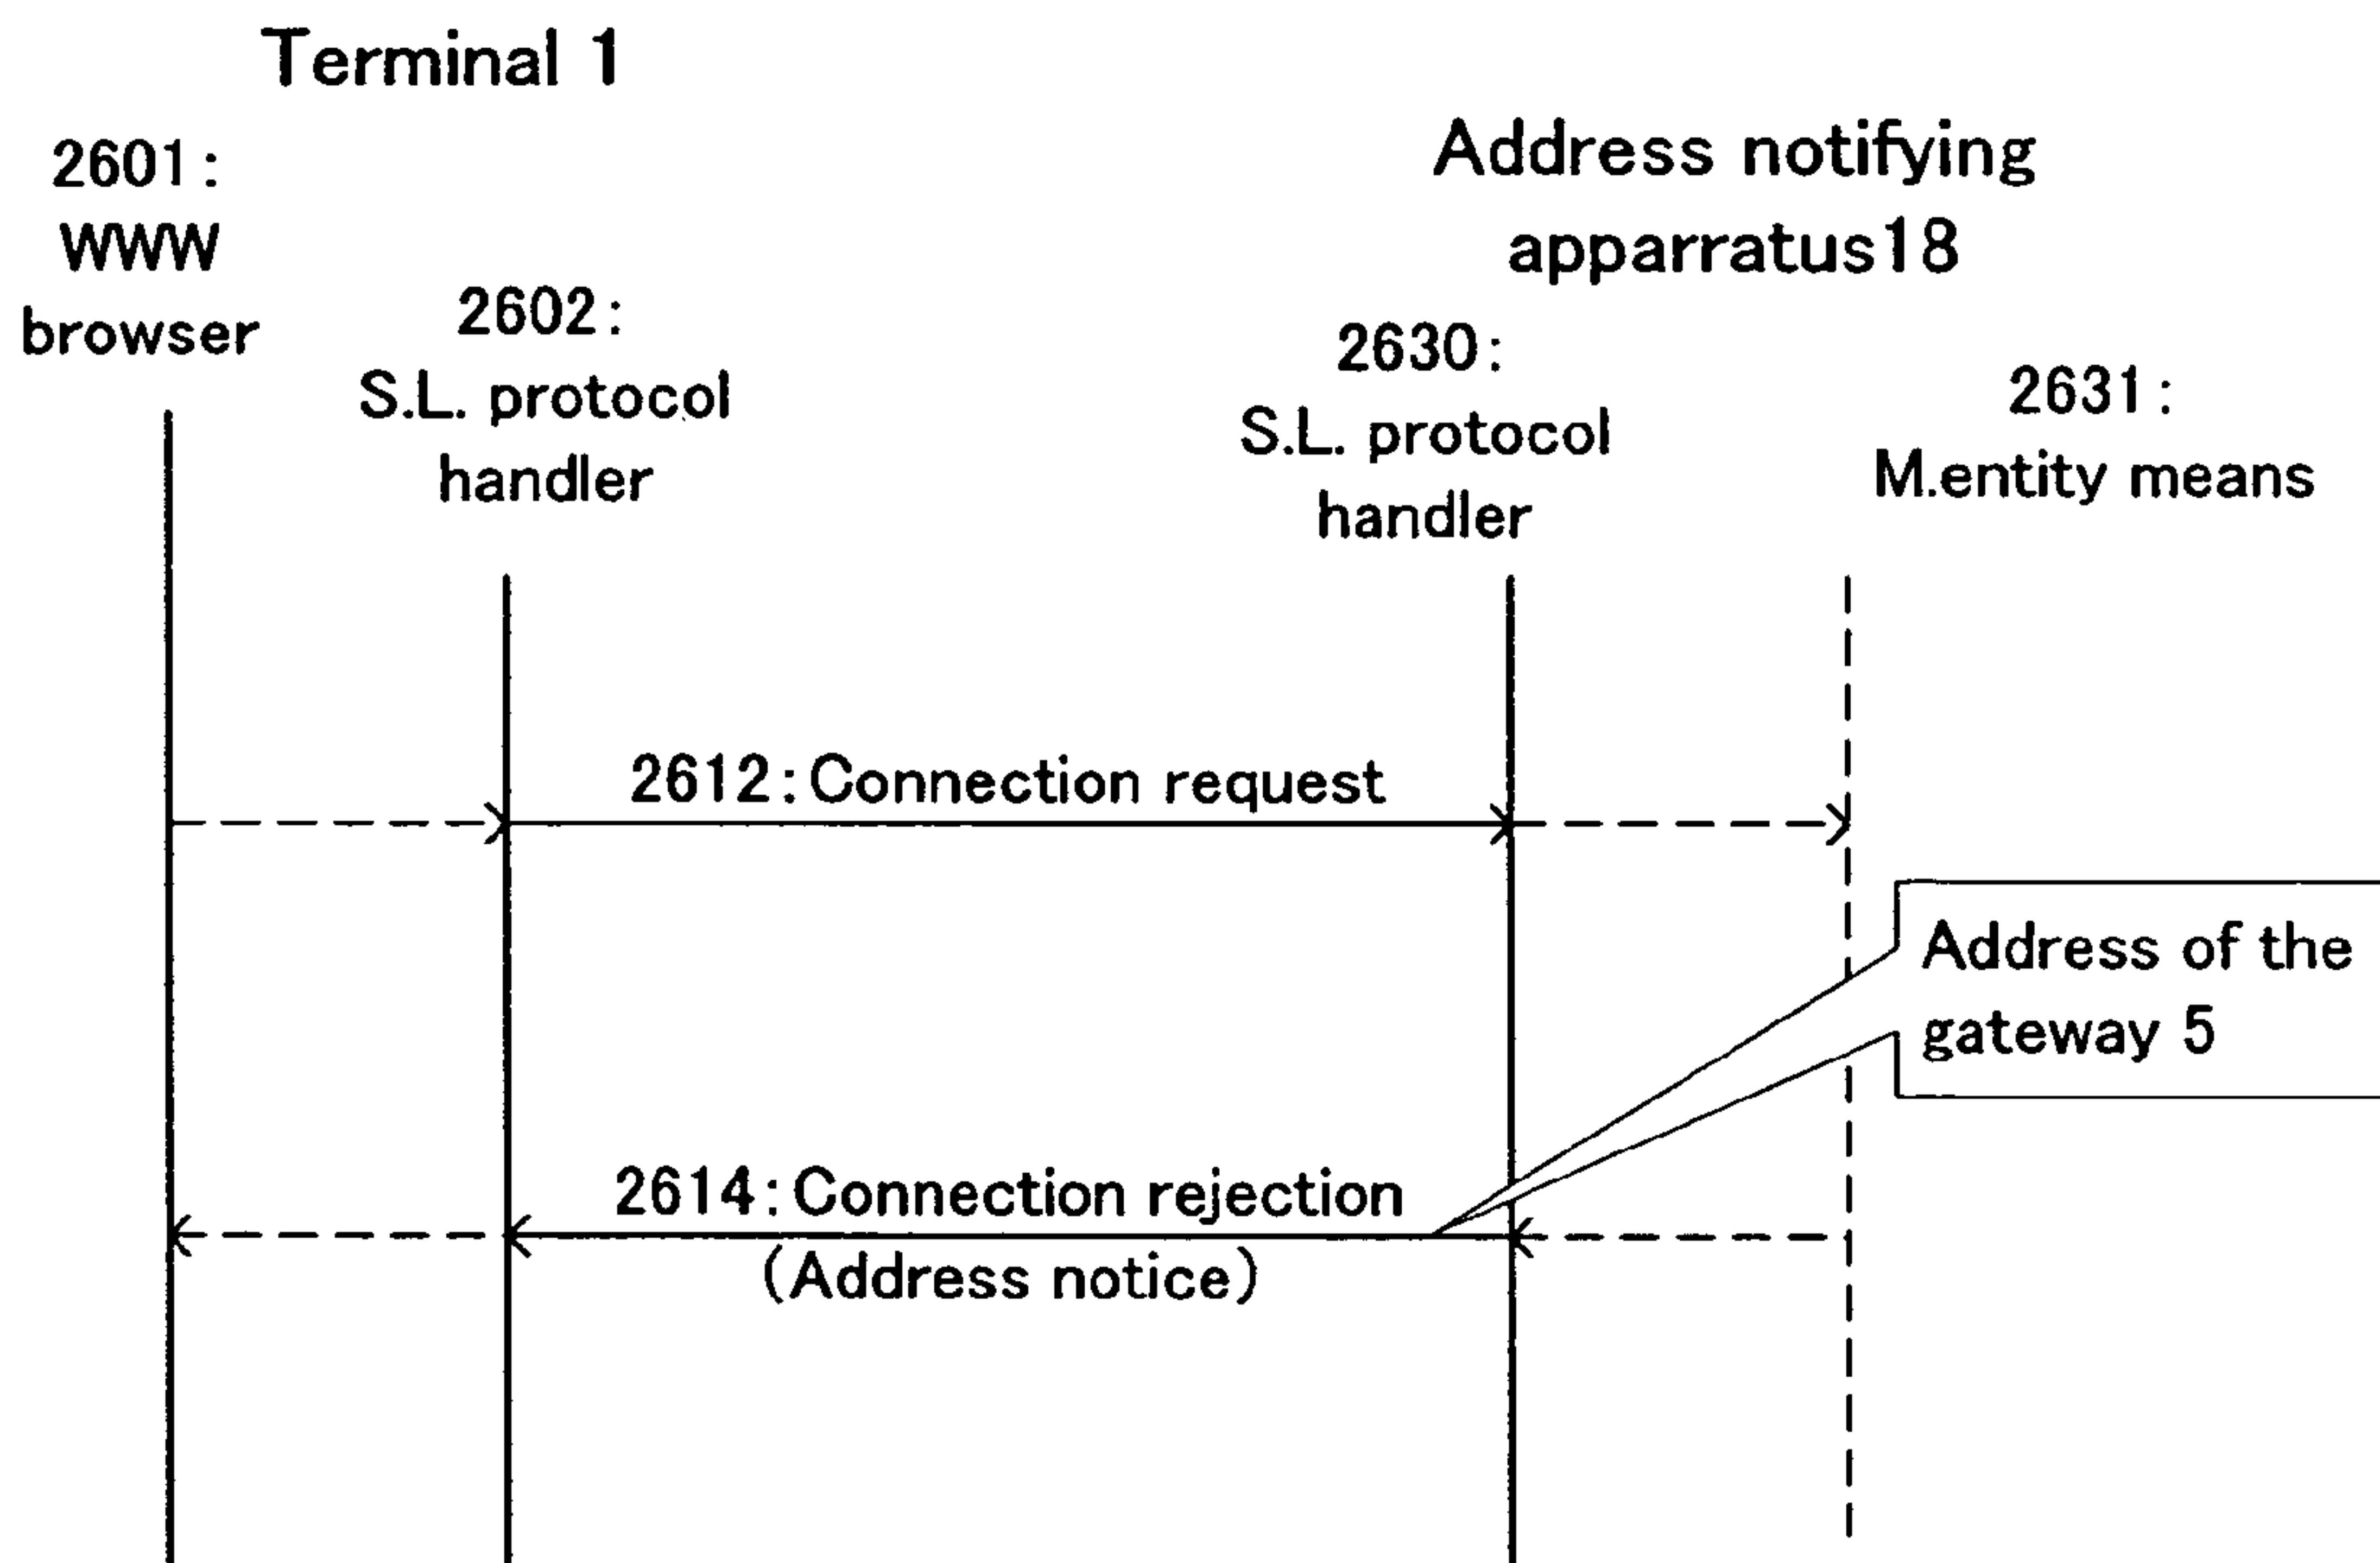 Terminal 1
2601:
WWW
browser
2602:
S.L. protocol
handler
Address notifying
apparratus18
2630:
S.L. protocol
handler
2631:
M.entity means
2612:Connection request
Address of the
gateway 5
2614:Connection rejection
(Address notice)